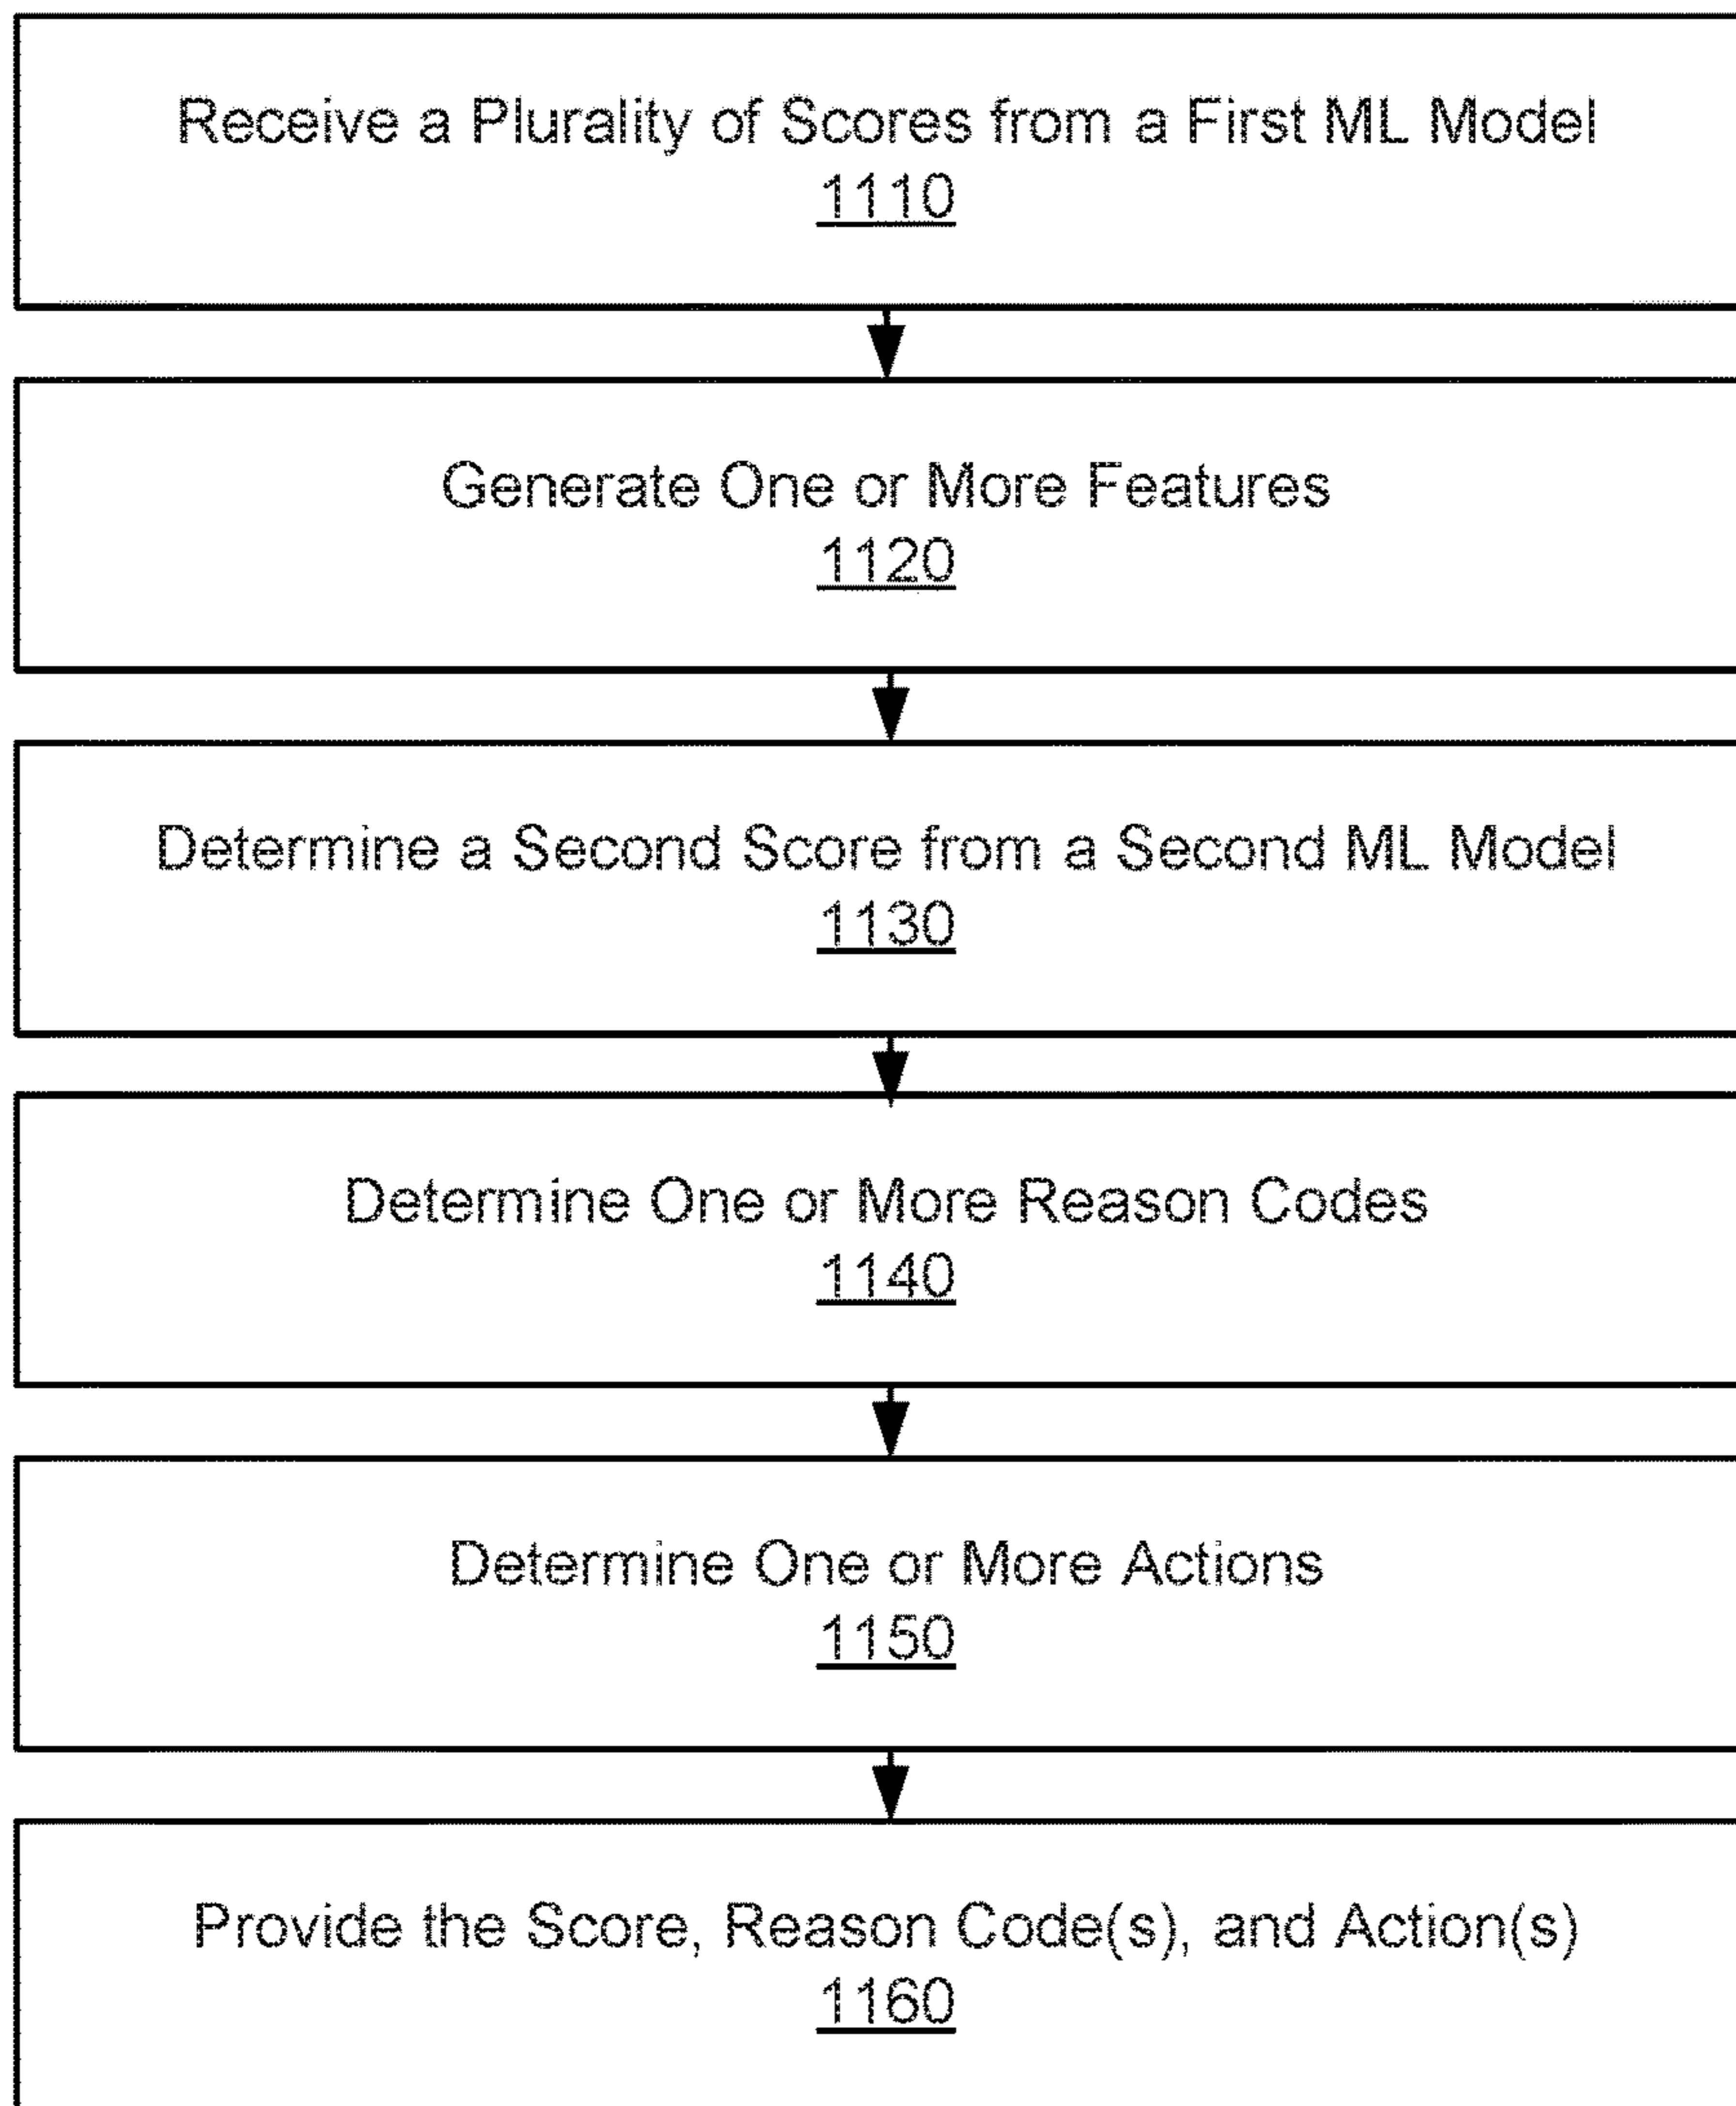 Receive a Plurality of Scores from a First ML Model
1110
Generate One or More Features
1120
Determine a Second Score from a Second ML Model
1130
Determine One or More Reason Codes
1140
Determine One or More Actions
1150
Provide the Score, Reason Code(s), and Action(s)
1160